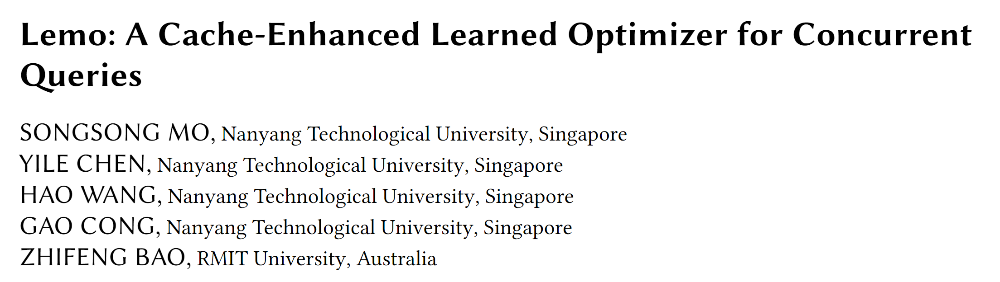 Lemo: A Cache-Enhanced Learned Optimizer for Concurrent
Queries
SONGSONG MO, Nanyang Technological University, Singapore
YILE CHEN, Nanyang Technological University, Singapore
HAO WANG, Nanyang Technological University, Singapore
GAO CONG, Nanyang Technological University, Singapore
ZHIFENG BAO, RMIT University, Australia